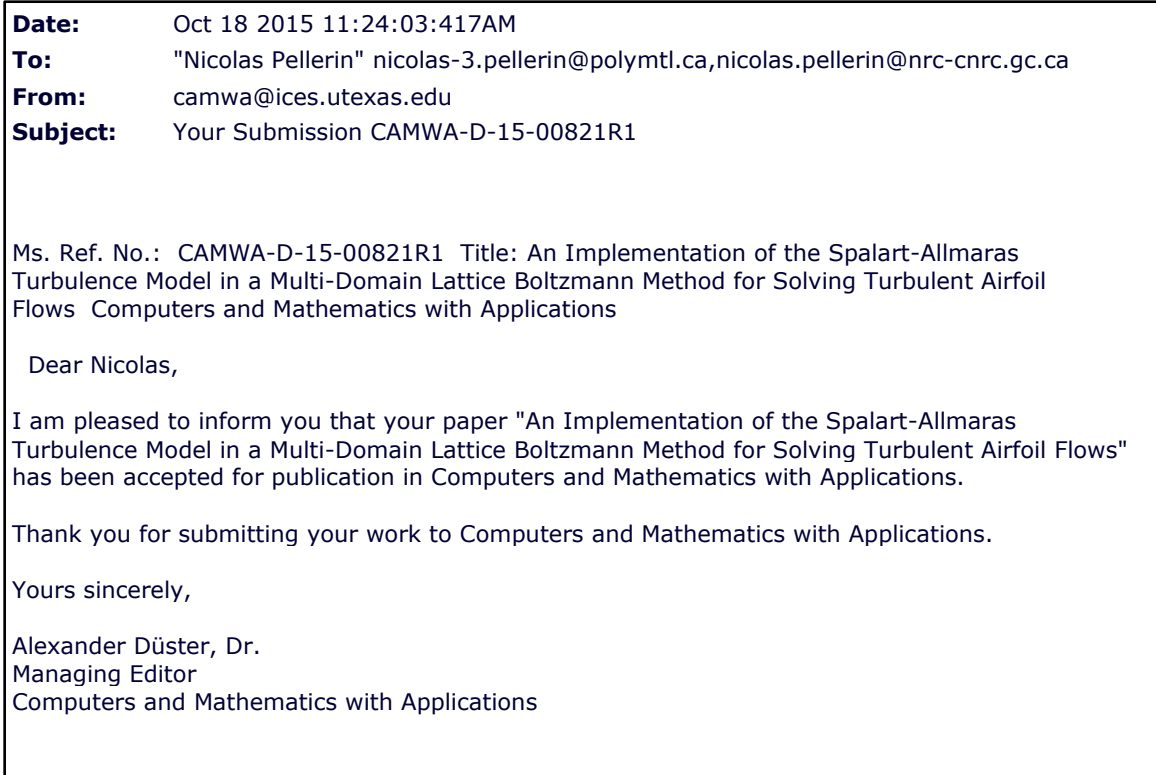 Date: Oct 18 2015 11:24:03:417AM
To: "Nicolas Pellerin" nicolas-3.pellerin@polymtl.ca,nicolas.pellerin@nrc-cnrc.gc.ca
From: camwa@ices.utexas.edu
Subject: Your Submission CAMWA-D-15-00821R1
Ms. Ref. No.:  CAMWA-D-15-00821R1  Title: An Implementation of the Spalart-Allmaras
Turbulence Model in a Multi-Domain Lattice Boltzmann Method for Solving Turbulent Airfoil
Flows  Computers and Mathematics with Applications
Dear Nicolas,
I am pleased to inform you that your paper "An Implementation of the Spalart-Allmaras
Turbulence Model in a Multi-Domain Lattice Boltzmann Method for Solving Turbulent Airfoil Flows"
has been accepted for publication in Computers and Mathematics with Applications.
Thank you for submitting your work to Computers and Mathematics with Applications.
Yours sincerely,
Alexander Düster, Dr.
Managing Editor
Computers and Mathematics with Applications